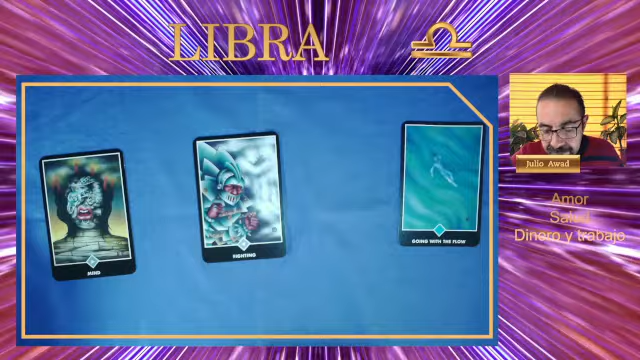 LIBRA
Julio Awad
Amor
Salud
Dinero y trabajo
MIND
FIGHTING
GOING WITH THE FLOW